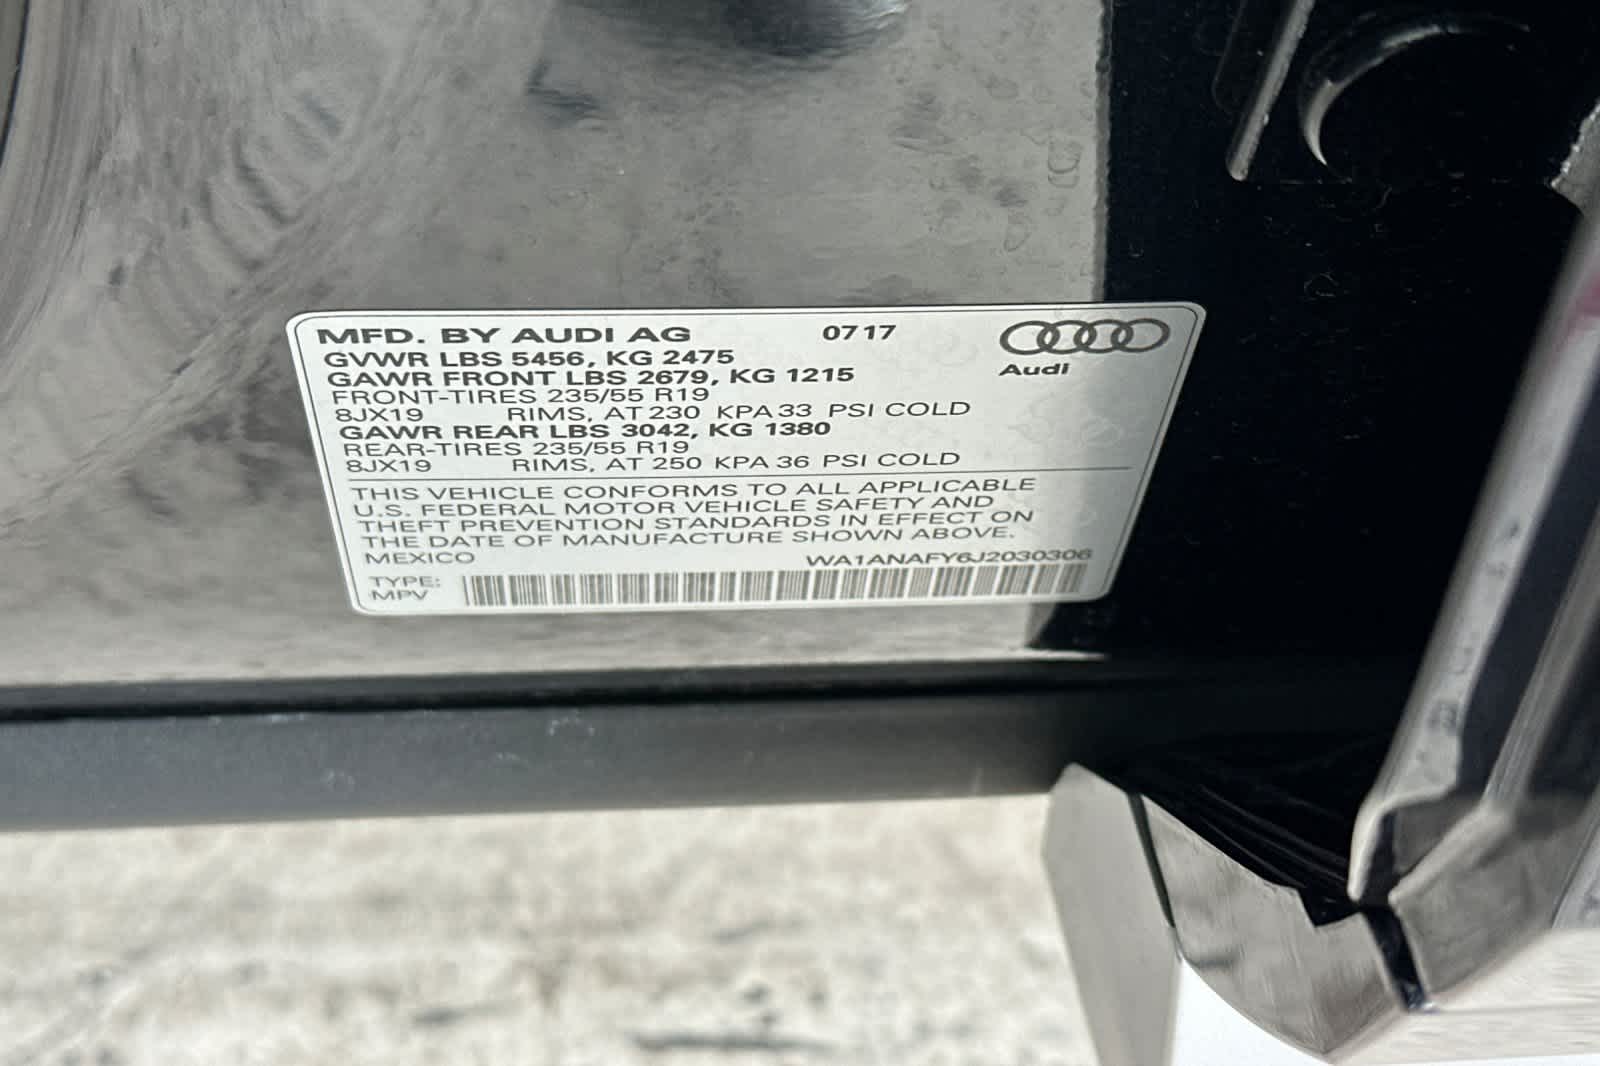 MFD. BY AUDI AG 0717
GVWR LBS 5456, KG 2475
Audi
GAWR FRONT LBS 2679, KG 1215
FRONT-TIRES 235/55 R19
8JX19 RIMS, AT 230 KPA 33 PSI COLD
GAWR REAR LBS 3042, KG 1380
REAR-TIRES 235/55 R19
8JX19 RIMS, AT 250 KPA 36 PSI COLD
THIS VEHICLE CONFORMS TO ALL APPLICABLE
U.S. FEDERAL MOTOR VEHICLE SAFETY AND
THEFT PREVENTION STANDARDS IN EFFECT ON
THE DATE OF MANUFACTURE SHOWN ABOVE.
MEXICO WA1ANAFY6J2030306
TYPE:
MPV